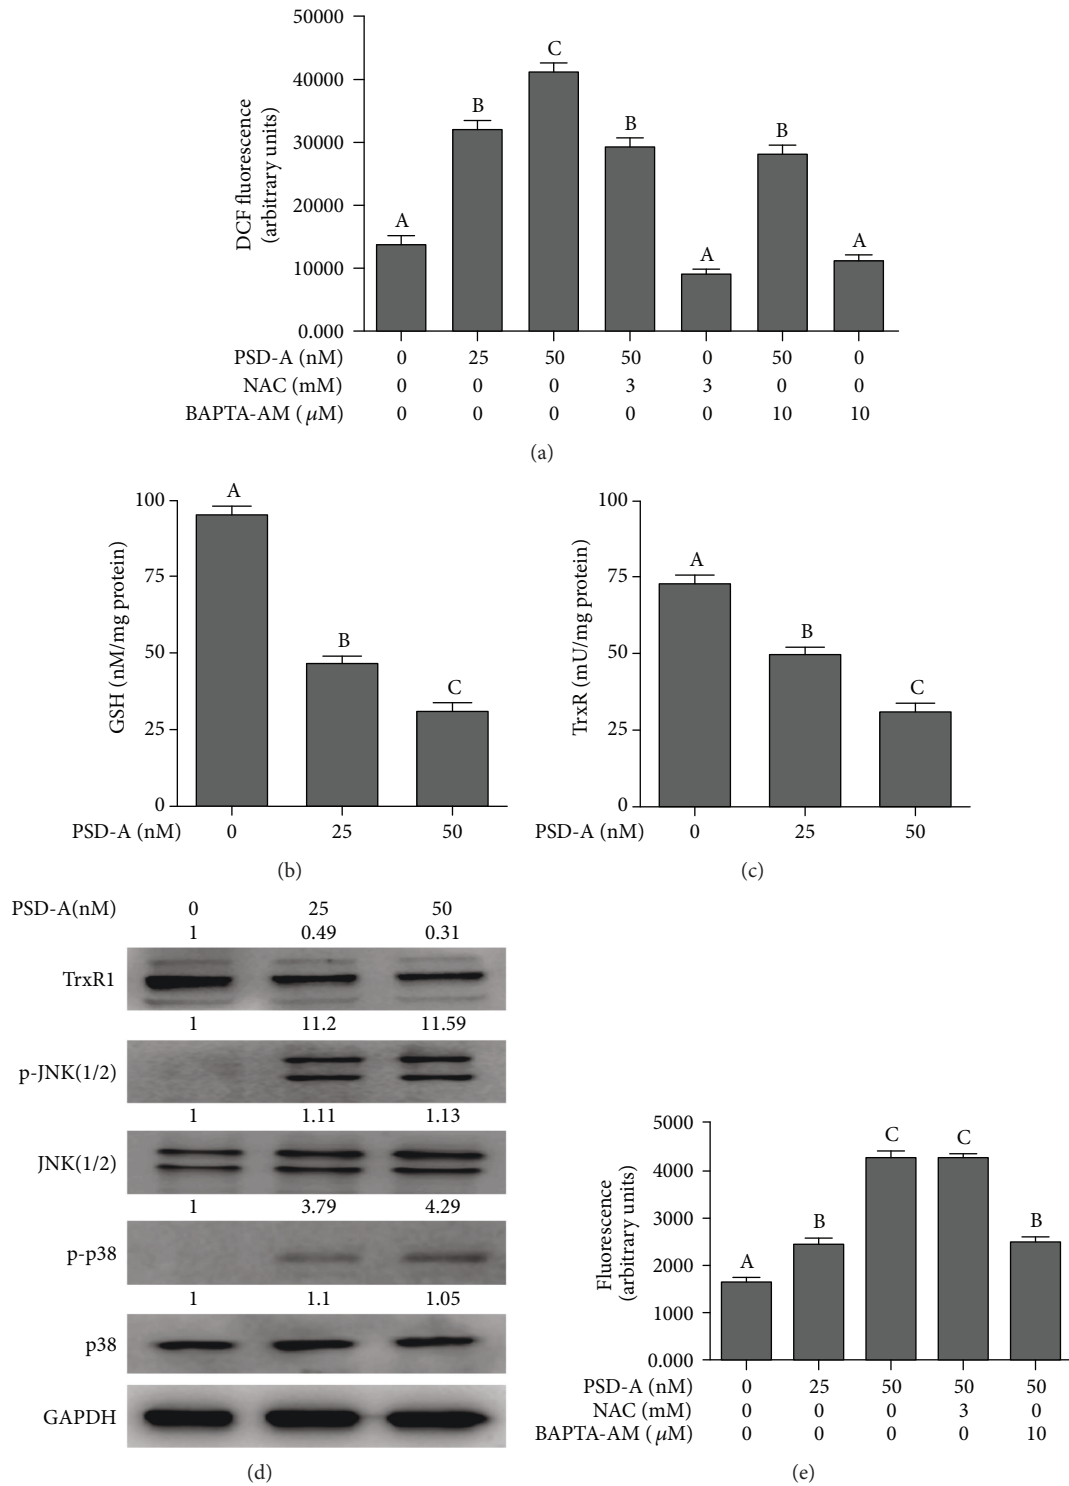 50000
C
40000
B
B
B
30000
DCF fluorescence
(arbitrary units)
20000
A
A
A
10000
0.000
PSD-A (nM) 0 25 50 50 0 50 0
NAC (mM) 0 0 0 3 3 0 0
BAPTA-AM (μM) 0 0 0 0 0 10 10
(a)
100
A
75
GSH (nM/mg protein)
50
B
C
25
0
PSD-A (nM) 0 25 50
(b)
100
75
A
TrxR (mU/mg protein)
50
B
C
25
0
PSD-A (nM) 0 25 50
(c)
PSD-A(nM) 0 25 50
1 0.49 0.31
TrxR1
1 11.2 11.59
p-JNK(1/2)
1 1.11 1.13
JNK(1/2)
1 3.79 4.29
p-p38
1 1.1 1.05
p38
GAPDH
(d)
5000
C C
4000
Fluorescence
(arbitrary units)
3000
B B
2000
A
1000
0.000
PSD-A (nM) 0 25 50 50 50
NAC (mM) 0 0 0 3 0
BAPTA-AM (μM) 0 0 0 0 10
(e)